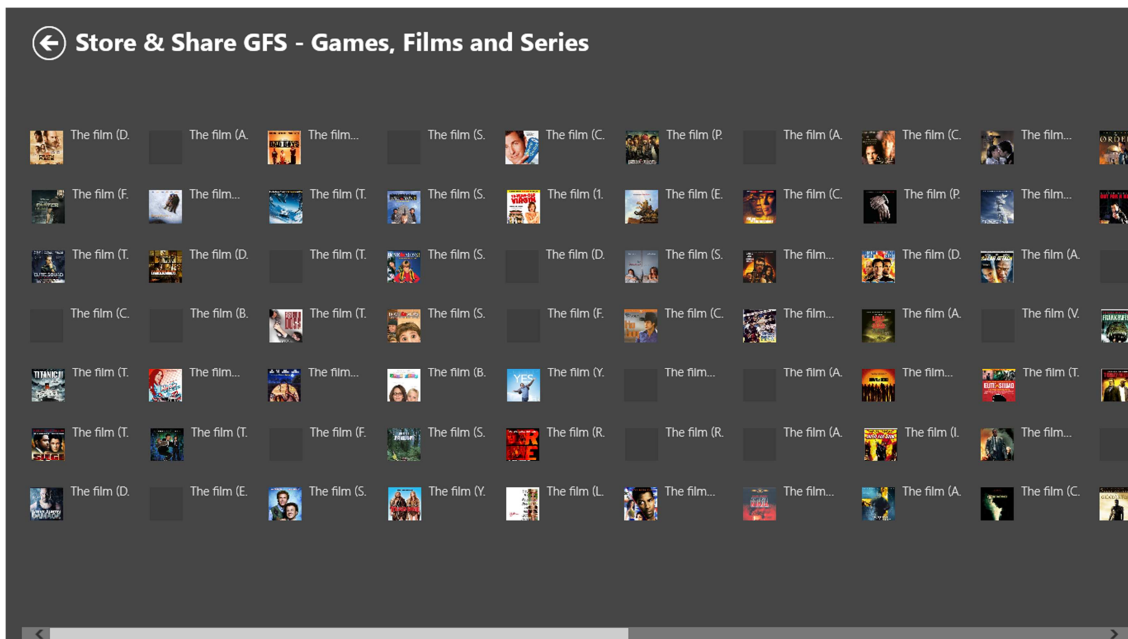 Store & Share GFS - Games, Films and Series
The film (D. The film (A. The film... The film (S. The film (C. The film (P. The film (A. The film (C. The film...
The film (F. The film... The film (T. The film (S. The film (1. The film (E. The film (C. The film (P. The film...
The film (T. The film (D. The film (T. The film (S. The film (D. The film (S. The film... The film (D. The film (A.
The film (C. The film (B. The film (T. The film (S. The film (F. The film (C. The film... The film (A. The film (V.
The film (T. The film... The film... The film (B. The film (Y. The film... The film (A. The film... The film (T.
The film (T. The film (T. The film (F. The film (S. The film (R. The film (R. The film (A. The film (I. The film...
The film (D. The film (E. The film (S. The film (Y. The film (L. The film... The film... The film (A. The film (C.